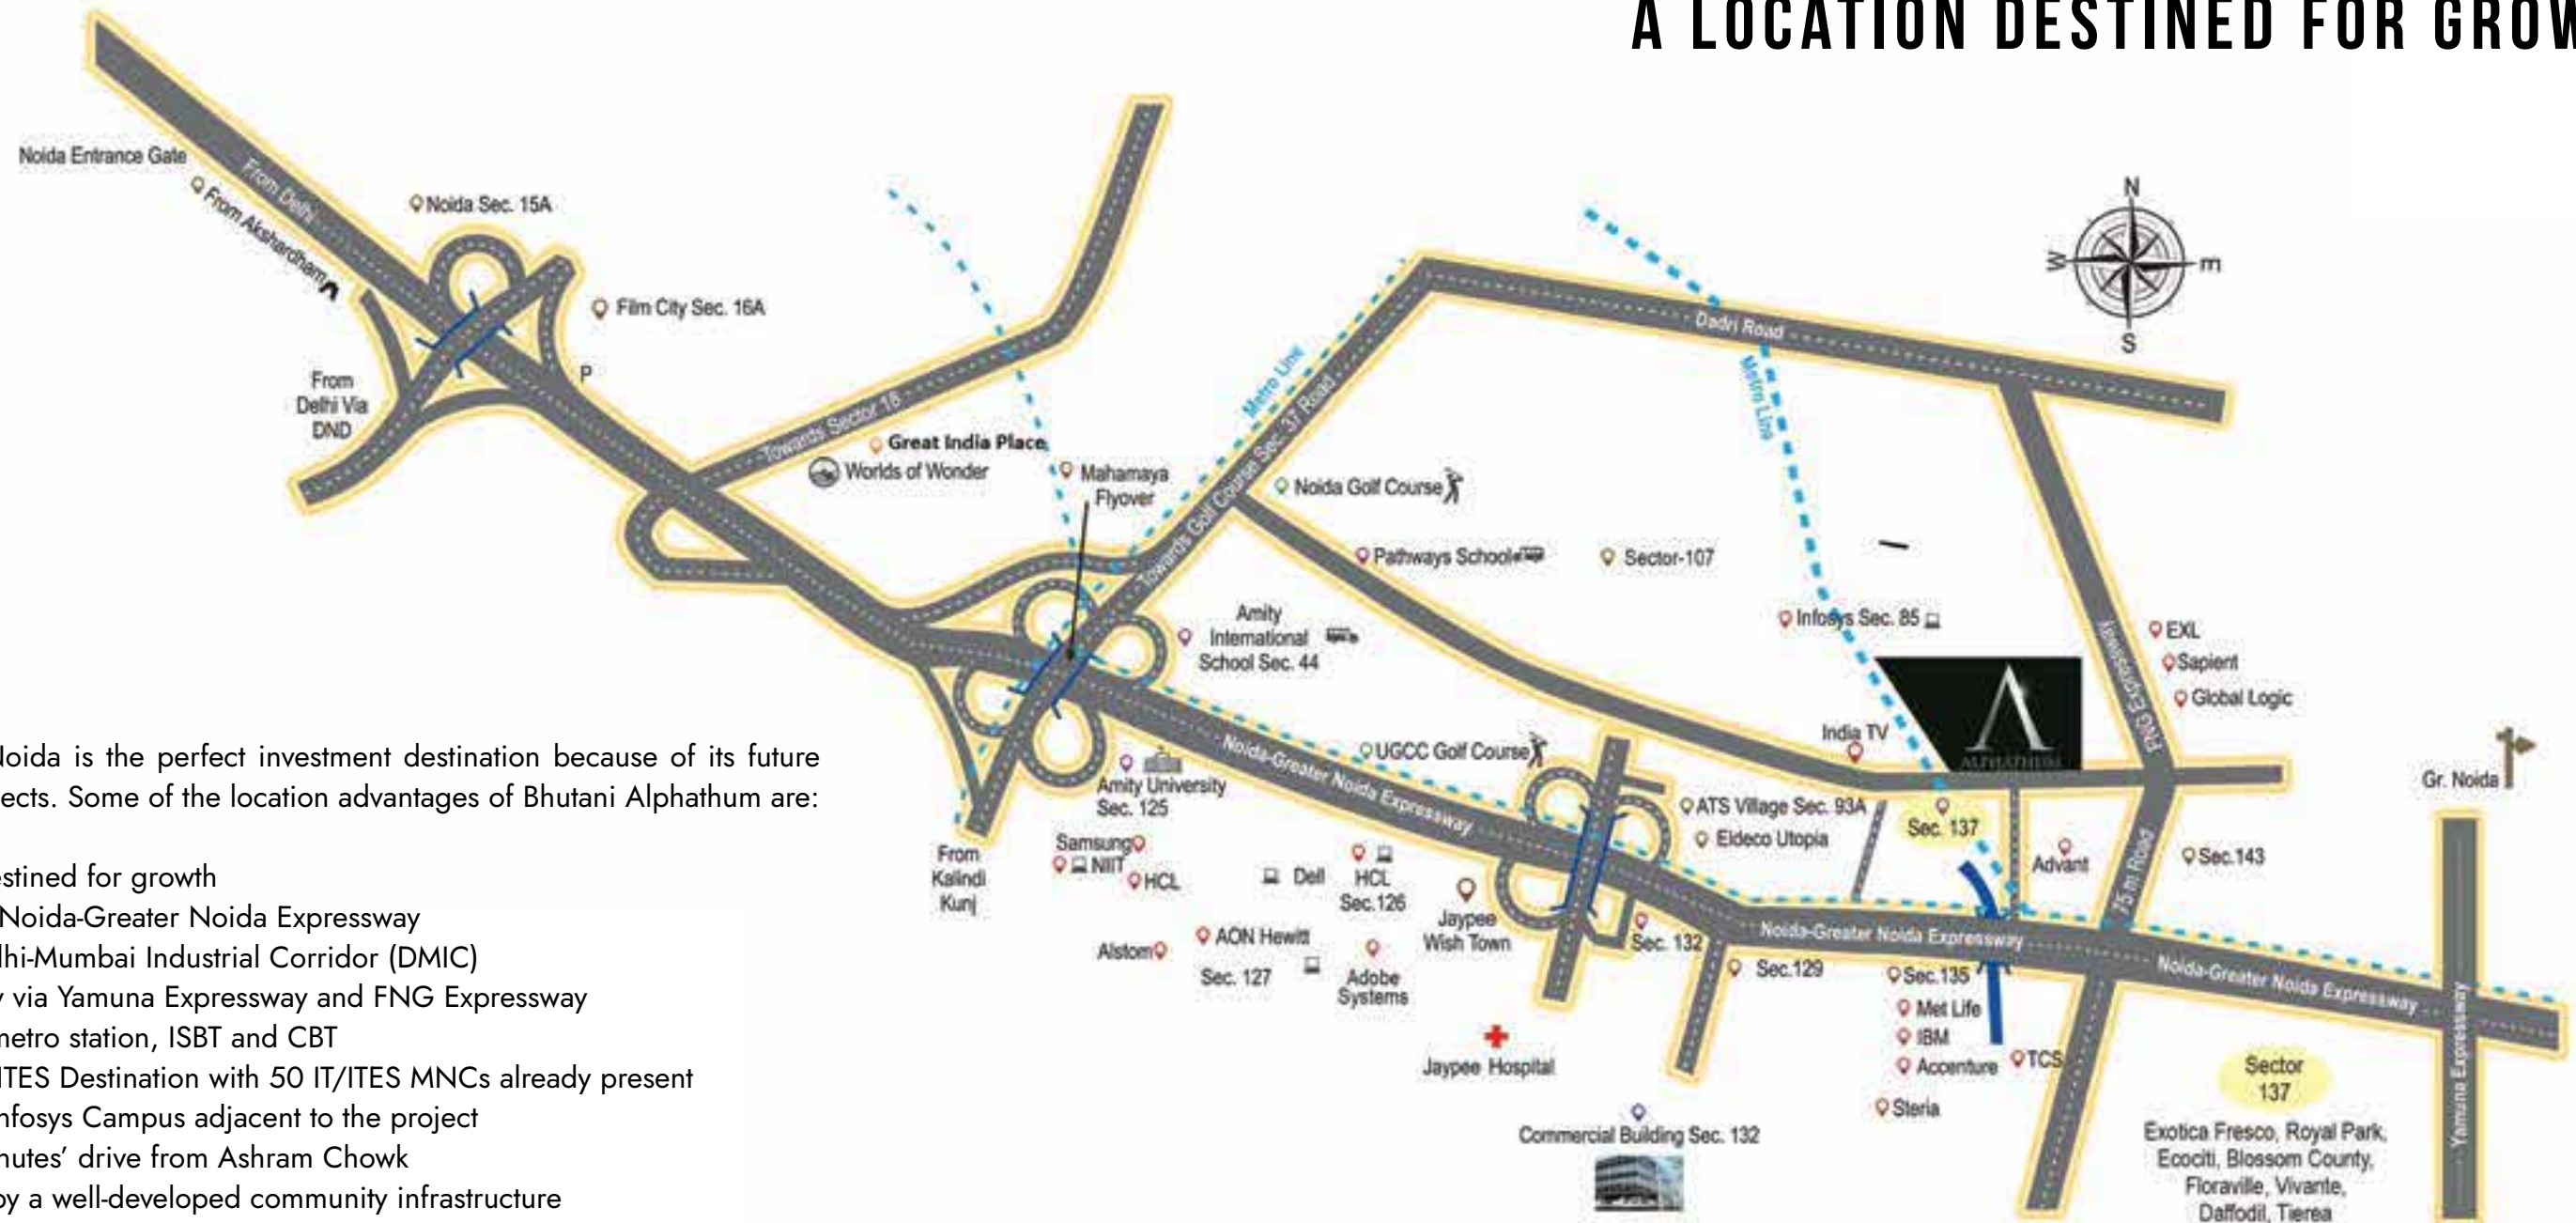 A LOCATION DESTINED FOR GROW
Noida Entrance Gate
From Delhi
From Akshardham
Noida Sec. 15A
Film City Sec. 16A
P
From
Delhi Via
DND
Towards Sector 18
Great India Place
Worlds of Wonder
Mahamaya
Flyover
Metro Line
Towards Golf Course Sec. 37 Road
Dadri Road
Metro Line
N
W
E
S
Noida Golf Course
Pathways School
Sector-107
Amity
International
School Sec. 44
Infosys Sec. 85
FNG Expressway
EXL
Sapient
Global Logic
ALPHATHUM
India TV
UGCC Golf Course
Noida-Greater Noida Expressway
Amity University
Sec. 125
Samsung
NIIT
HCL
Dell
HCL
Sec.126
From
Kalindi
Kunj
Alstom
AON Hewitt
Sec. 127
Adobe
Systems
Jaypee
Wish Town
Jaypee Hospital
ATS Village Sec. 93A
Eldeco Utopia
Sec. 137
Advant
75 m Road
Sec.143
Gr. Noida
Sec. 132
Noida-Greater Noida Expressway
Sec.129
Sec.135
Met Life
IBM
Accenture
TCS
Steria
Noida-Greater Noida Expressway
Yamuna Expressway
Commercial Building Sec. 132
Sector
137
Exotica Fresco, Royal Park,
Ecociti, Blossom County,
Floraville, Vivante,
Daffodil, Tierea
Noida is the perfect investment destination because of its future
ects. Some of the location advantages of Bhutani Alphathum are:
estined for growth
Noida-Greater Noida Expressway
lhi-Mumbai Industrial Corridor (DMIC)
y via Yamuna Expressway and FNG Expressway
metro station, ISBT and CBT
ITES Destination with 50 IT/ITES MNCs already present
nfosys Campus adjacent to the project
nutes’ drive from Ashram Chowk
by a well-developed community infrastructure